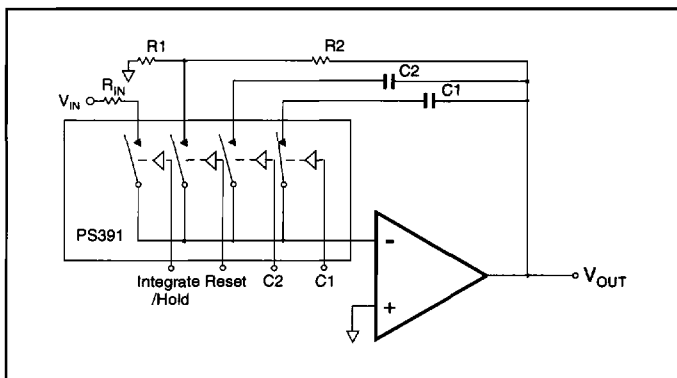 R1
R2
C2
C1
RIN
VIN
PS391
Integrate Reset C2 C1
/Hold
-
+
VOUT